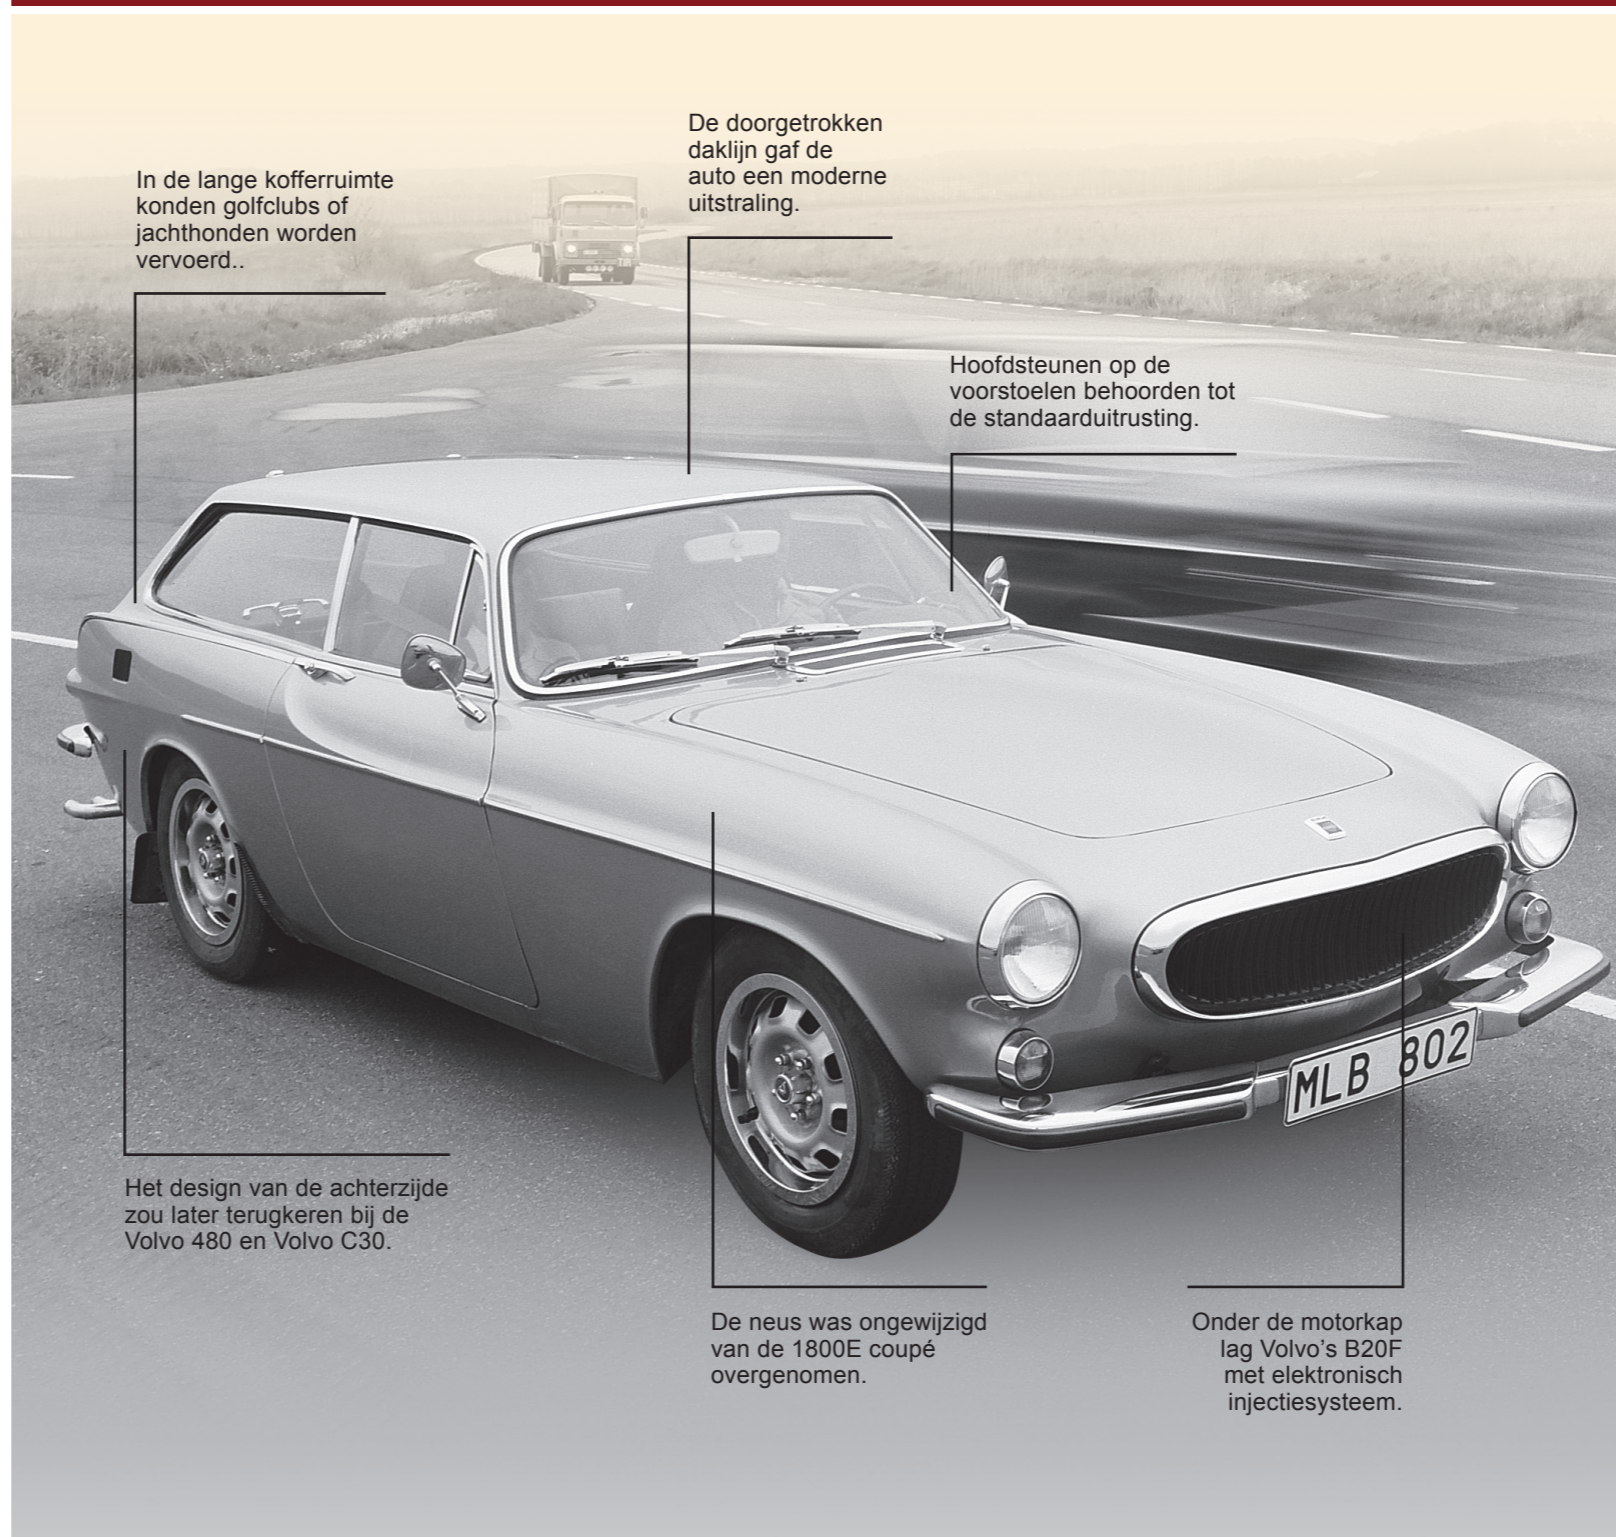 De doorgetrokken
daklijn gaf de
auto een moderne
uitstraling.
In de lange kofferruimte
konden golfclubs of
jachthonden worden
vervoerd..
Hoofdsteunen op de
voorstoelen behoorden tot
de standaarduitrusting.
MLB 802
Het design van de achterzijde
zou later terugkeren bij de
Volvo 480 en Volvo C30.
De neus was ongewijzigd
van de 1800E coupé
overgenomen.
Onder de motorkap
lag Volvo’s B20F
met elektronisch
injectiesysteem.